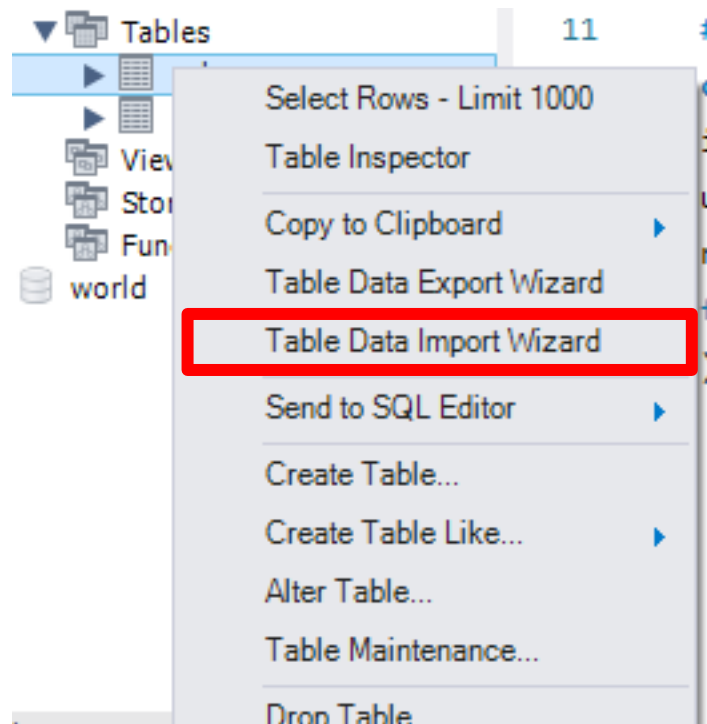 Tables
11
Select Rows - Limit 1000
Table Inspector
Copy to Clipboard
Table Data Export Wizard
world
Table Data Import Wizard
Send to SQL Editor
Create Table...
Create Table Like...
Alter Table...
Table Maintenance...
Drop Table